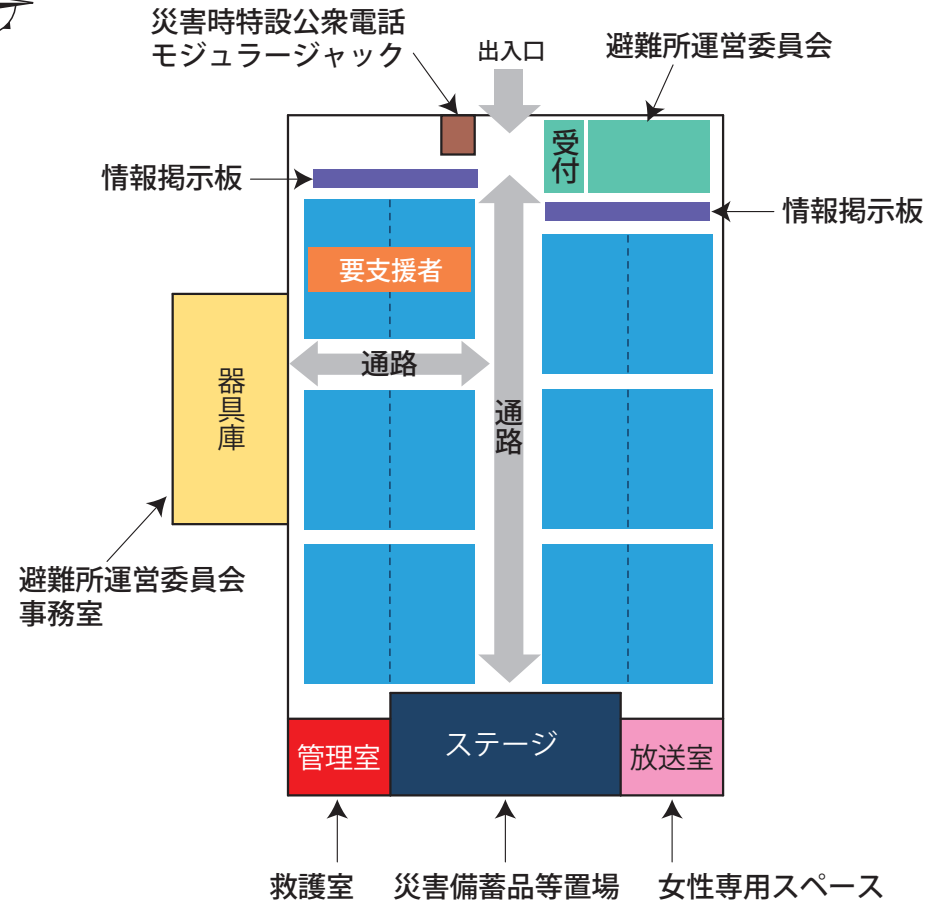 災害時特設公衆電話
モジュラージャック
出入口
避難所運営委員会
受付
情報掲示板
情報掲示板
要支援者
通路
器具庫
通路
避難所運営委員会
事務室
管理室
ステージ
放送室
救護室
災害備蓄品等置場
女性専用スペース